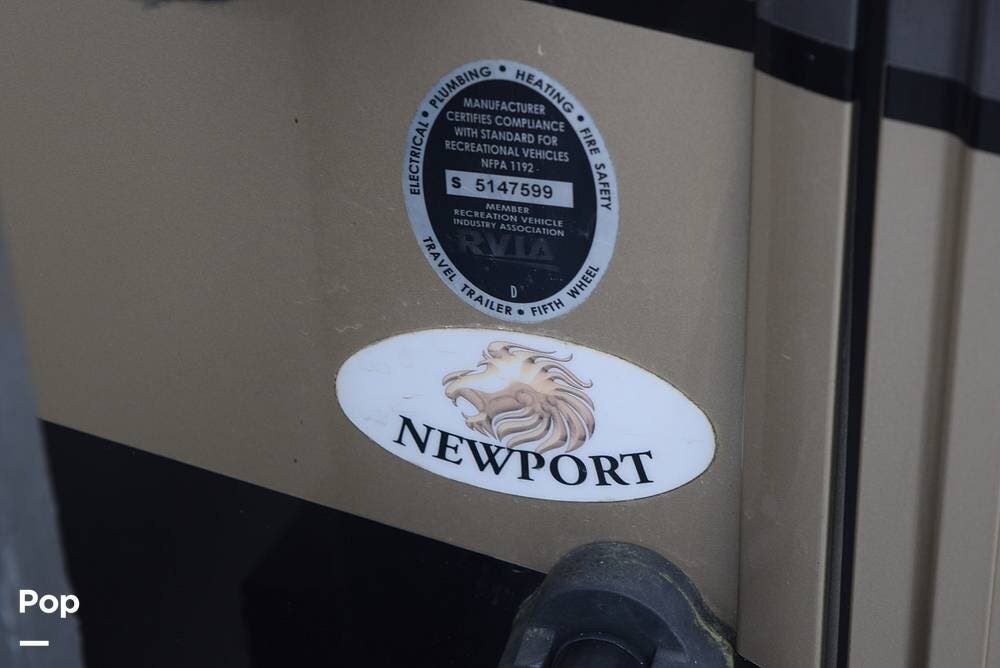 ELECTRICAL • PLUMBING • HEATING • FIRE SAFETY
MANUFACTURER
CERTIFIES COMPLIANCE
WITH STANDARD FOR
RECREATIONAL VEHICLES
NFPA 1192
S 5147599
MEMBER
RECREATION VEHICLE
INDUSTRY ASSOCIATION
RVIA
D
TRAVEL TRAILER • FIFTH WHEEL
NEWPORT
Pop